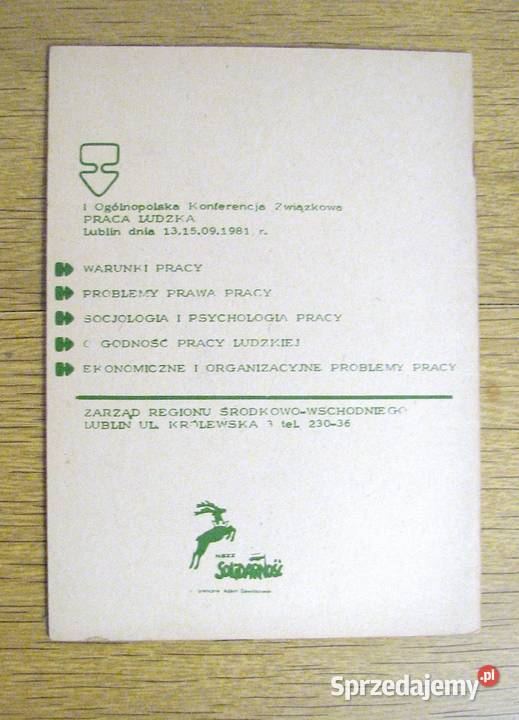 I Ogólnopolska Konferencja Związkowa
PRACA LUDZKA
Lublin dnia 13.15.09.1981 r.
WARUNKI PRACY
PROBLEMY PRAWA PRACY
SOCJOLOGIA I PSYCHOLOGIA PRACY
O GODNOŚĆ PRACY LUDZKIEJ
EKONOMICZNE I ORGANIZACYJNE PROBLEMY PRACY
ZARZĄD REGIONU ŚRODKOWO-WSCHODNIEGO
LUBLIN UL. KRÓLEWSKA 3 tel. 230-36
NSZZ
SOLIDARNOŚĆ
Adam
Sprzedajemy.pl